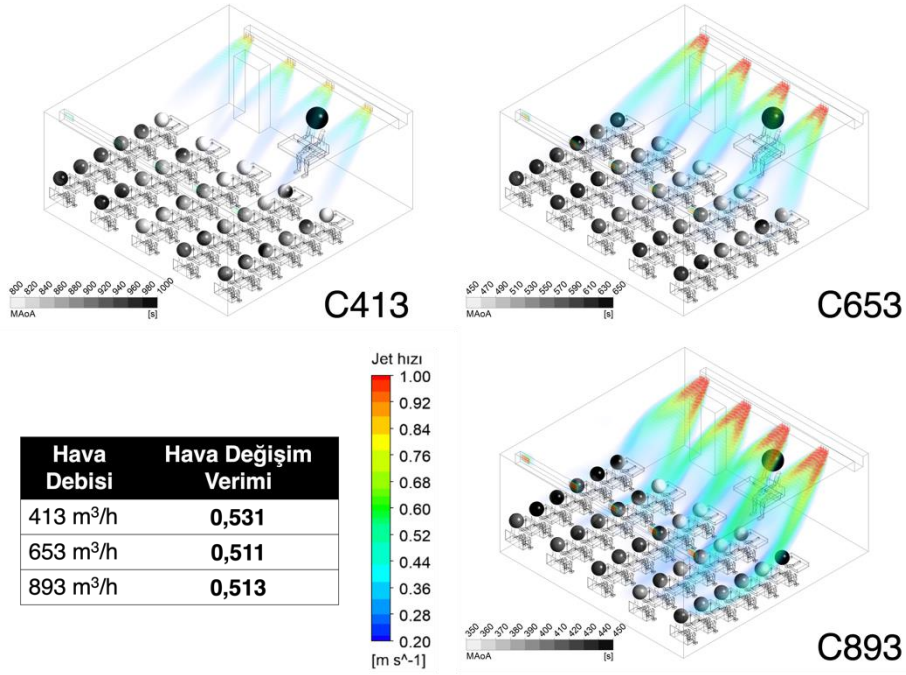 800 820 840 860 880 900 920 940 960 980 1000
MAoA [s]
C413
450 470 490 510 530 550 570 590 610 630 650
MAoA [s]
C653
Hava Debisi
Hava Değişim Verimi
413 m³/h 0,531
653 m³/h 0,511
893 m³/h 0,513
Jet hızı
1.00
0.92
0.84
0.76
0.68
0.60
0.52
0.44
0.36
0.28
0.20
[m s^-1]
350 360 370 380 390 400 410 420 430 440 450
MAoA [s]
C893